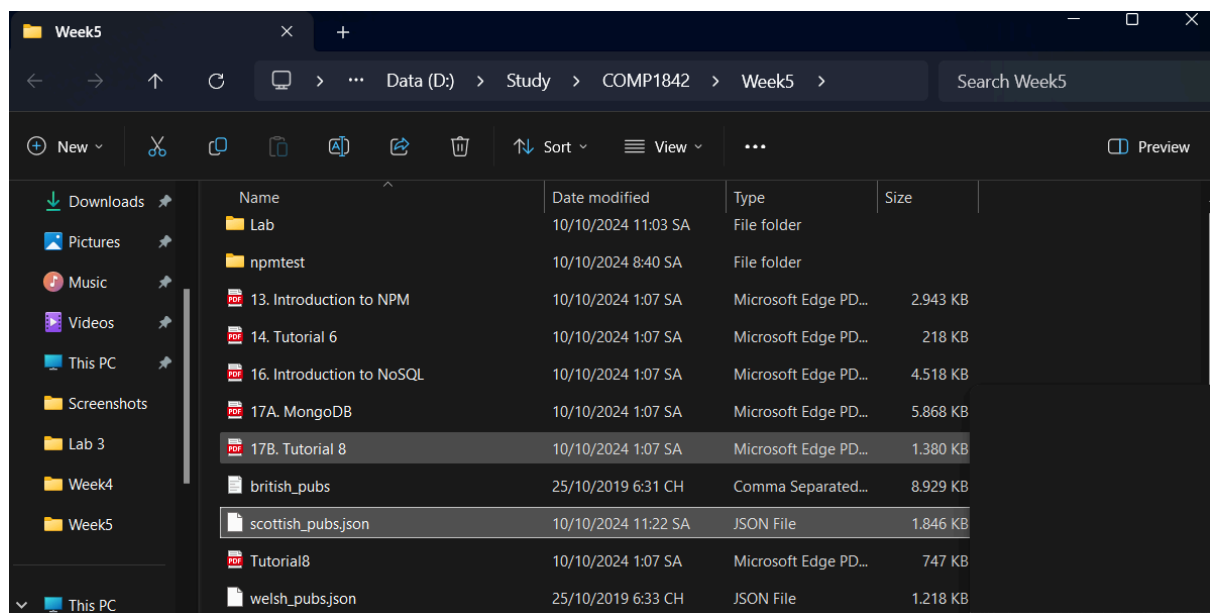 Week5
Data (D:) Study COMP1842 Week5 Search Week5
New Sort View Preview
Downloads
Pictures
Music
Videos
This PC
Screenshots
Lab 3
Week4
Week5
This PC
Name Date modified Type Size
Lab 10/10/2024 11:03 SA File folder
npmtest 10/10/2024 8:40 SA File folder
13. Introduction to NPM 10/10/2024 1:07 SA Microsoft Edge PD... 2.943 KB
14. Tutorial 6 10/10/2024 1:07 SA Microsoft Edge PD... 218 KB
16. Introduction to NoSQL 10/10/2024 1:07 SA Microsoft Edge PD... 4.518 KB
17A. MongoDB 10/10/2024 1:07 SA Microsoft Edge PD... 5.868 KB
17B. Tutorial 8 10/10/2024 1:07 SA Microsoft Edge PD... 1.380 KB
british_pubs 25/10/2019 6:31 CH Comma Separated... 8.929 KB
scottish_pubs.json 10/10/2024 11:22 SA JSON File 1.846 KB
Tutorial8 10/10/2024 1:07 SA Microsoft Edge PD... 747 KB
welsh_pubs.json 25/10/2019 6:33 CH JSON File 1.218 KB